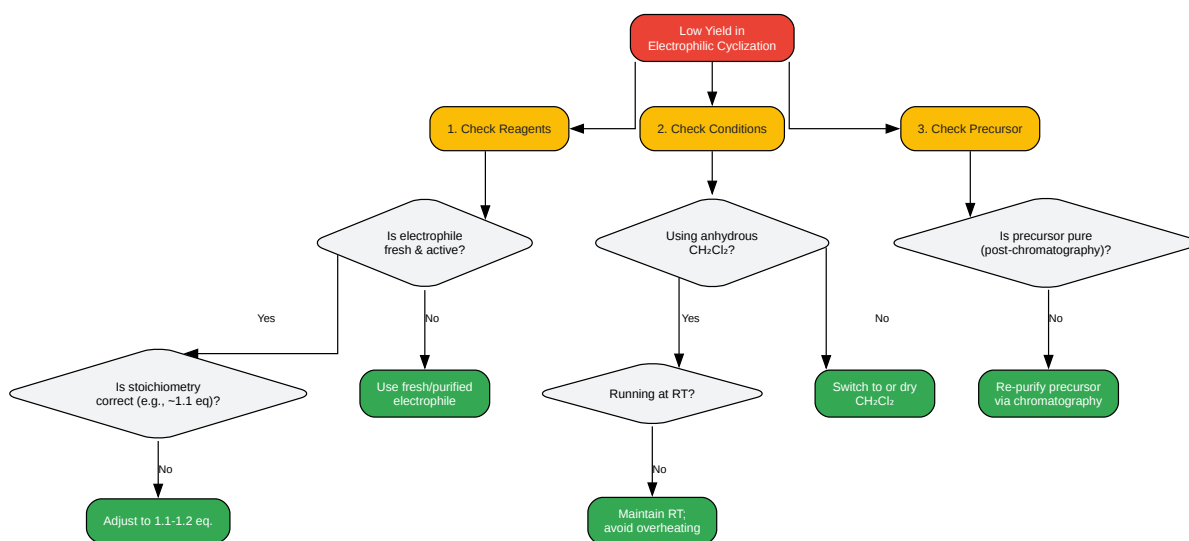 Low Yield in
Electrophilic Cyclization
1. Check Reagents
2. Check Conditions
3. Check Precursor
Is electrophile
fresh & active?
Using anhydrous
CH₂Cl₂?
Is precursor pure
(post-chromatography)?
Yes
No
Yes
No
No
Is stoichiometry
correct (e.g., ~1.1 eq)?
Use fresh/purified
electrophile
Running at RT?
Switch to or dry
CH₂Cl₂
Re-purify precursor
via chromatography
No
No
Adjust to 1.1-1.2 eq.
Maintain RT;
avoid overheating